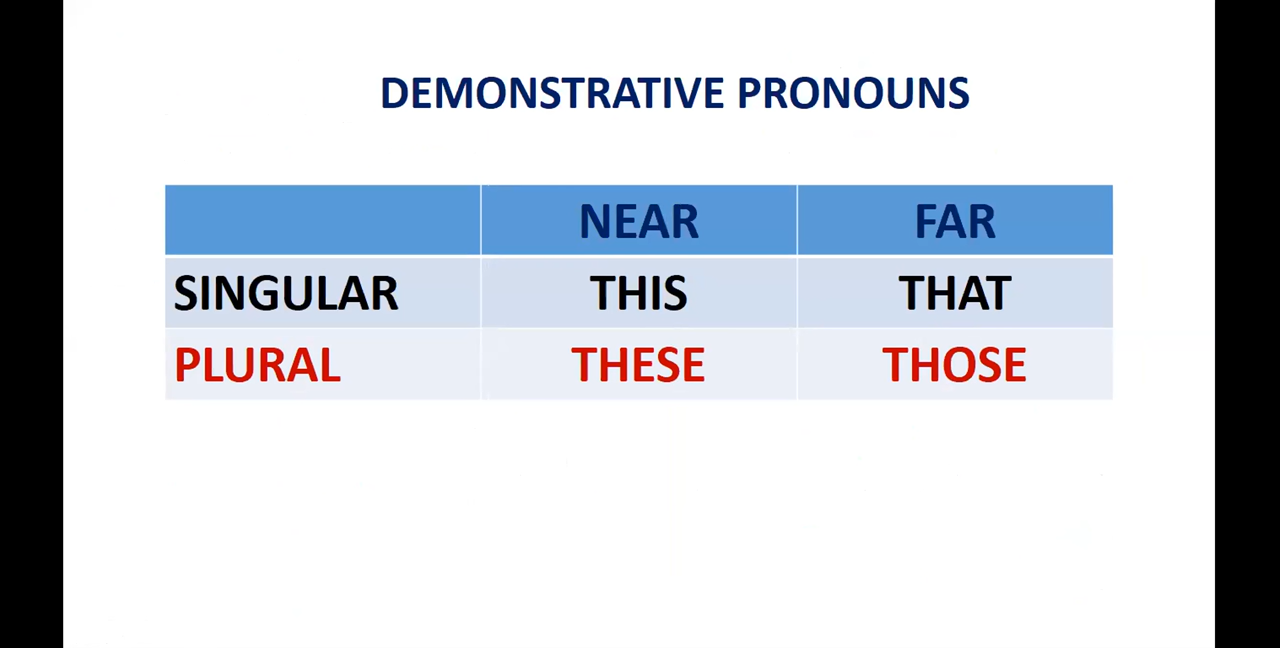 DEMONSTRATIVE PRONOUNS
NEAR FAR
SINGULAR THIS THAT
PLURAL THESE THOSE